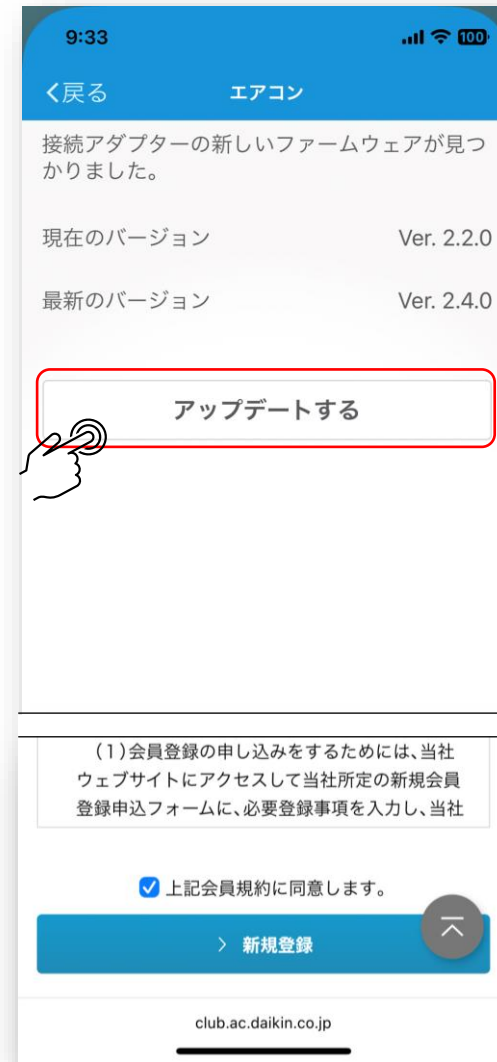 9:33 100
戻る エアコン
接続アダプターの新しいファームウェアが見つ
かりました。
現在のバージョン Ver. 2.2.0
最新のバージョン Ver. 2.4.0
アップデートする
(1)会員登録の申し込みをするためには、当社
ウェブサイトにアクセスして当社所定の新規会員
登録申込フォームに、必要登録事項を入力し、当社
上記会員規約に同意します。
新規登録
club.ac.daikin.co.jp